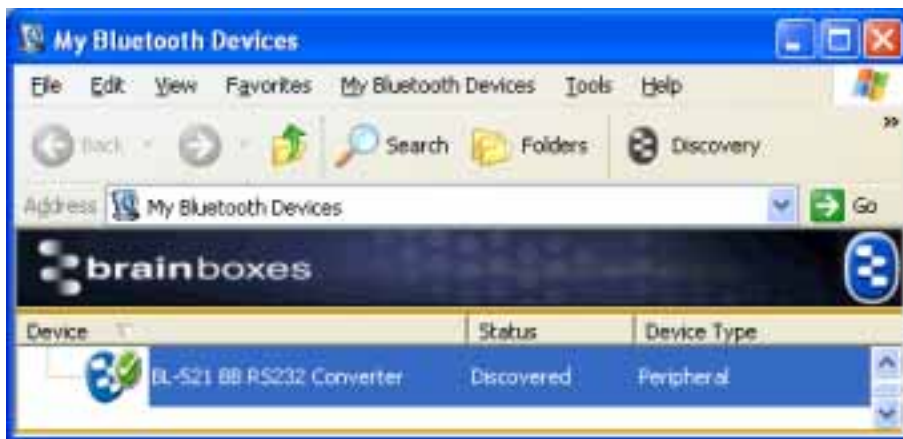 My Bluetooth Devices
File Edit View Favorites My Bluetooth Devices Tools Help
Back Search Folders Discovery
Address My Bluetooth Devices Go
brainboxes
Device Status Device Type
BL-521 BB RS232 Converter Discovered Peripheral